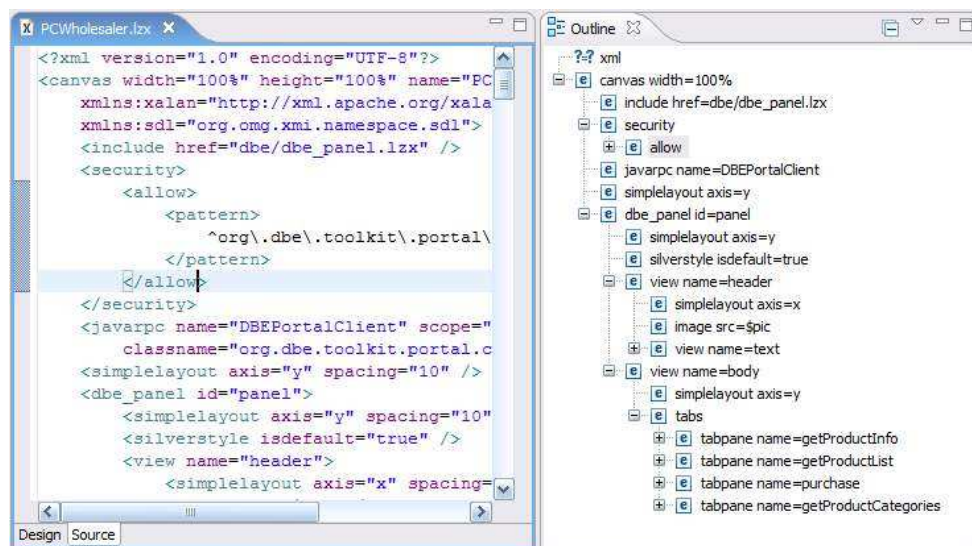 PCWholesaler.lzx
<?xml version="1.0" encoding="UTF-8"?>
<canvas width="100%" height="100%" name="PC
xmlns:xalan="http://xml.apache.org/xala
xmlns:sdl="org.omg.xmi.namespace.sdl">
<include href="dbe/dbe_panel.lzx" />
<security>
<allow>
<pattern>
^org\.dbe\.toolkit\.portal\
</pattern>
</allow>
</security>
<javarpc name="DBEPortalClient" scope="
classname="org.dbe.toolkit.portal.c
<simplelayout axis="y" spacing="10" />
<dbe_panel id="panel">
<simplelayout axis="y" spacing="10"
<silverstyle isdefault="true" />
<view name="header">
<simplelayout axis="x" spacing=
Design Source
Outline
?=? xml
e canvas width=100%
e include href=dbe/dbe_panel.lzx
e security
e allow
e javarpc name=DBEPortalClient
e simplelayout axis=y
e dbe_panel id=panel
e simplelayout axis=y
e silverstyle isdefault=true
e view name=header
e simplelayout axis=x
e image src=$pic
e view name=text
e view name=body
e simplelayout axis=y
e tabs
e tabpane name=getProductInfo
e tabpane name=getProductList
e tabpane name=purchase
e tabpane name=getProductCategories